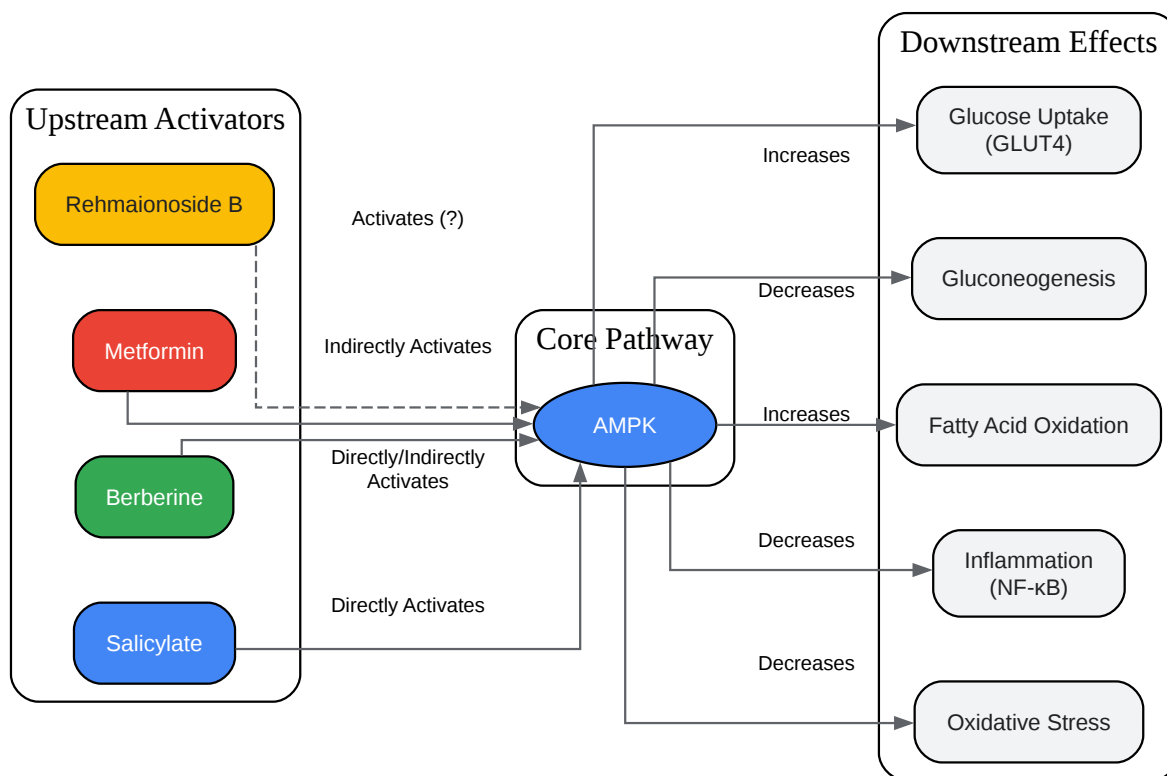 Upstream Activators
Rehmaionoside B
Metformin
Berberine
Salicylate
Activates (?)
Indirectly Activates
Directly/Indirectly
Activates
Directly Activates
Core Pathway
AMPK
Increases
Decreases
Increases
Decreases
Decreases
Downstream Effects
Glucose Uptake
(GLUT4)
Gluconeogenesis
Fatty Acid Oxidation
Inflammation
(NF-κB)
Oxidative Stress